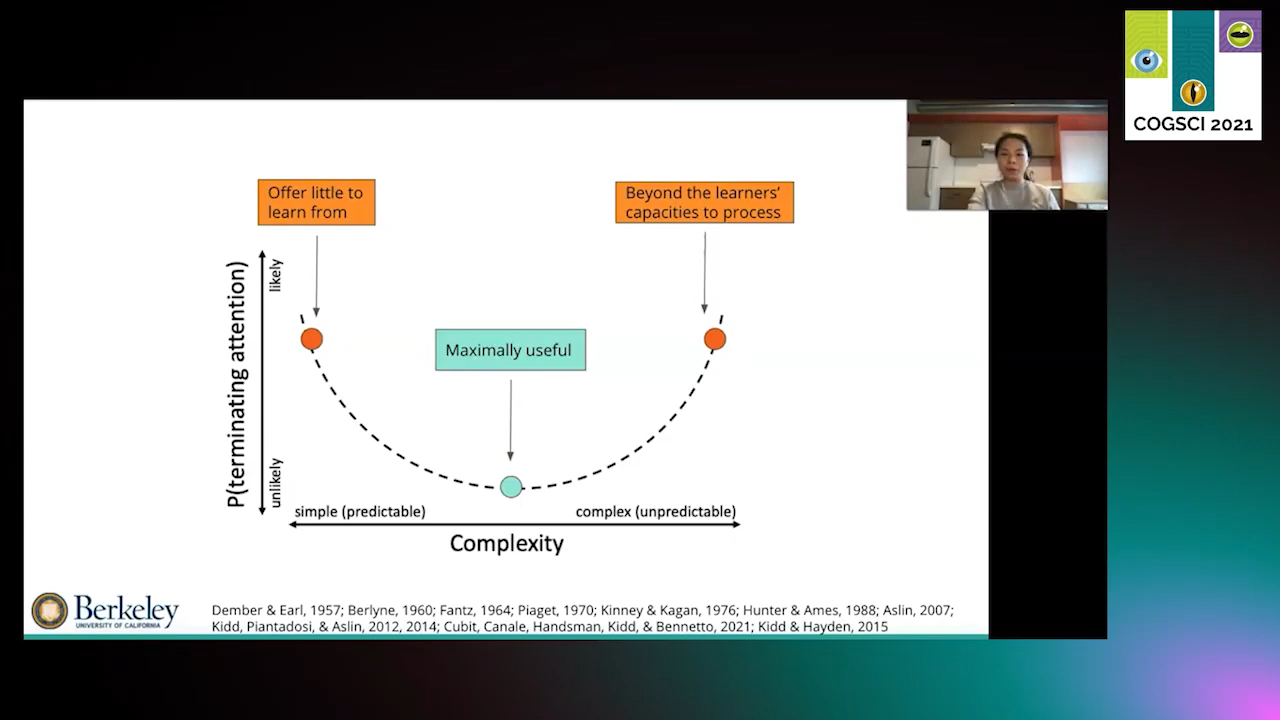 COGSCI 2021
Offer little to
learn from
Beyond the learners’
capacities to process
Maximally useful
P(terminating attention)
likely
unlikely
simple (predictable)
complex (unpredictable)
Complexity
Berkeley
UNIVERSITY OF CALIFORNIA
Dember & Earl, 1957; Berlyne, 1960; Fantz, 1964; Piaget, 1970; Kinney & Kagan, 1976; Hunter & Ames, 1988; Aslin, 2007;
Kidd, Piantadosi, & Aslin, 2012, 2014; Cubit, Canale, Handsman, Kidd, & Bennetto, 2021; Kidd & Hayden, 2015